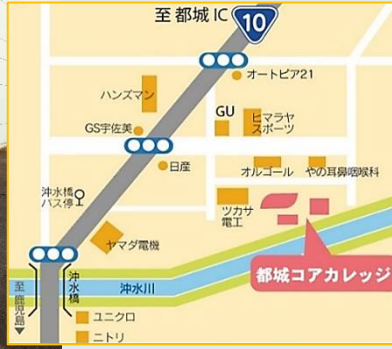 至 都城 IC
10
オートピア21
ハンズマン
GU
ヒマラヤ
スポーツ
GS宇佐美
日産
オルゴール
やの耳鼻咽喉科
沖水橋
バス停
ツカサ
電工
ヤマダ電機
都城コアカレッジ
沖水橋
沖水川
至 鹿児島▼
ユニクロ
ニトリ